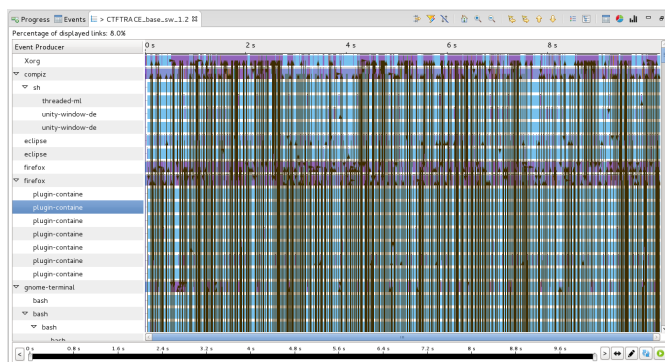 Progress Events > CTFTRACE_base_sw_1.2
Percentage of displayed links: 8.0%
Event Producer 0 s 2 s 4 s 6 s 8 s
Xorg
compiz
sh
threaded-ml
unity-window-de
unity-window-de
eclipse
eclipse
firefox
firefox
plugin-containe
plugin-containe
plugin-containe
plugin-containe
plugin-containe
plugin-containe
plugin-containe
gnome-terminal
bash
bash
bash
bash
< 0 s 0.8 s 1.6 s 2.4 s 3.2 s 4 s 4.8 s 5.6 s 6.4 s 7.2 s 8 s 8.8 s 9.6 s >